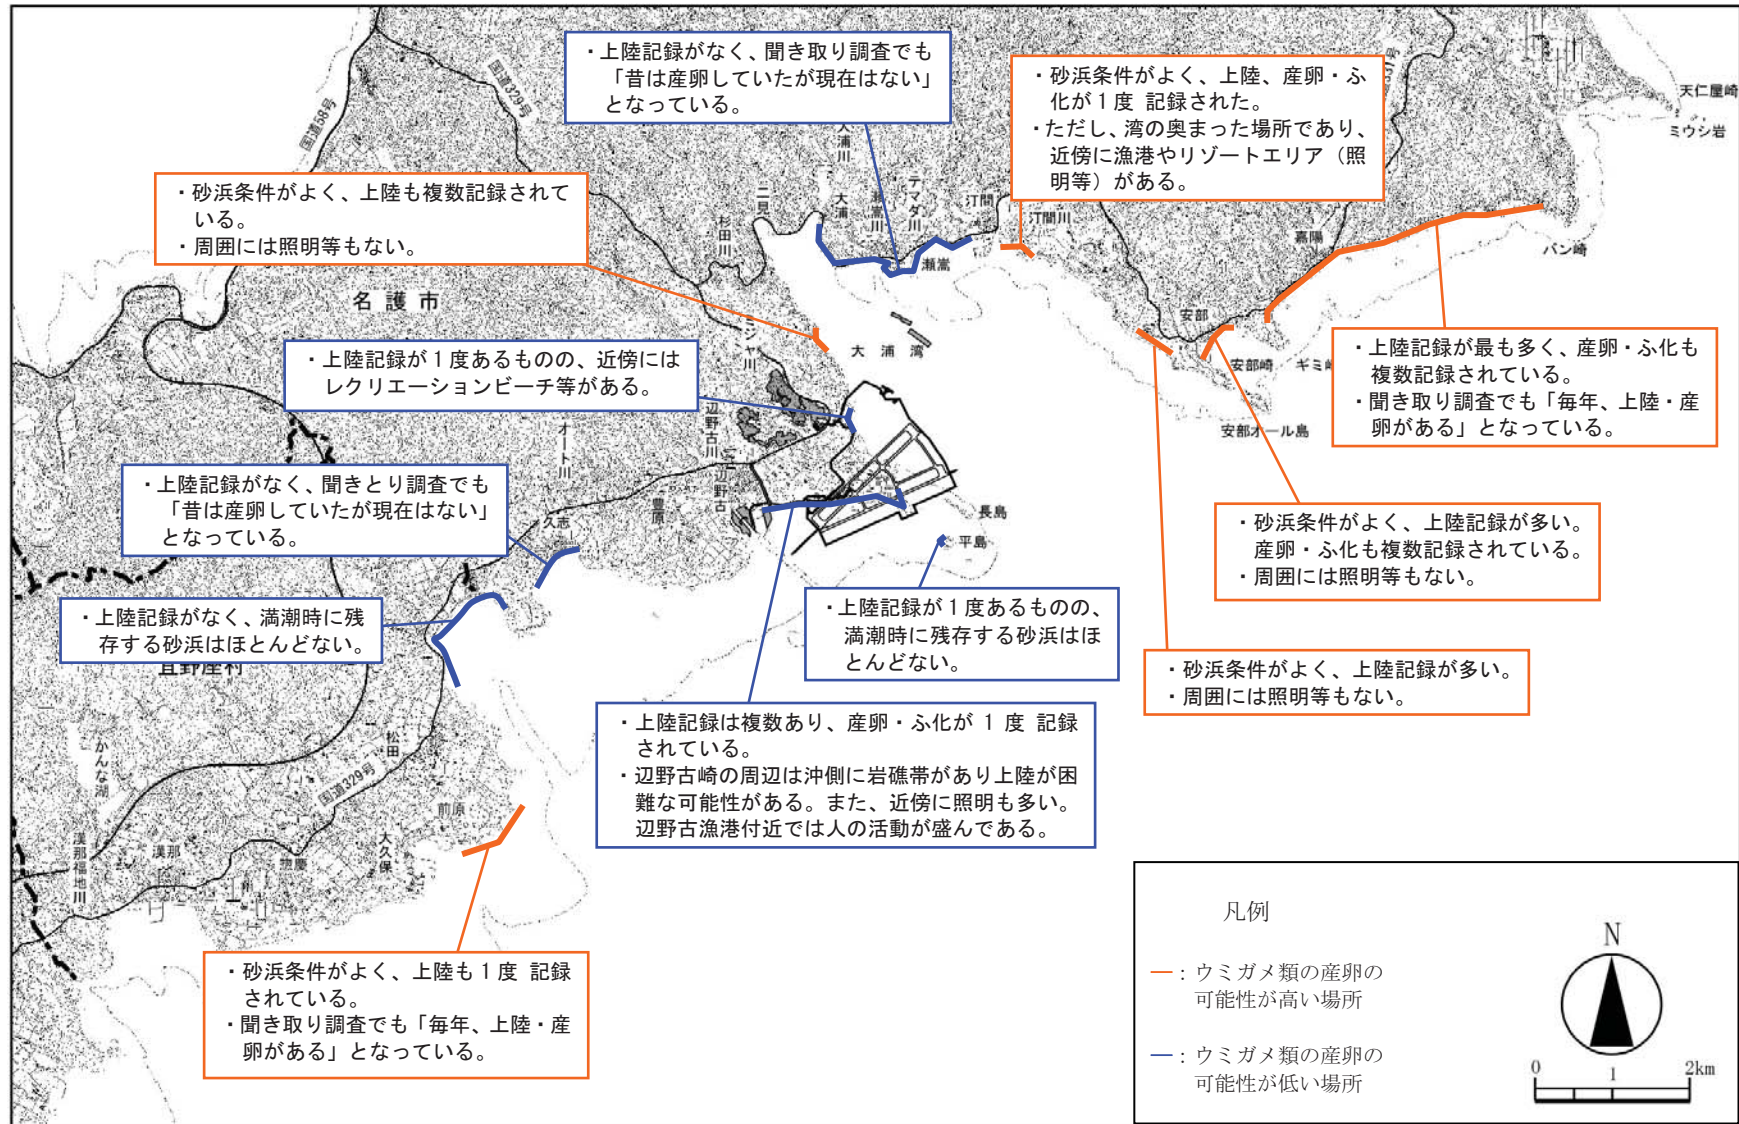 ・上陸記録がなく、聞き取り調査でも
「昔は産卵していたが現在はない」
となっている。
・砂浜条件がよく、上陸、産卵・ふ
化が1度 記録された。
・ただし、湾の奥まった場所であり、
近傍に漁港やリゾートエリア（照
明等）がある。
・砂浜条件がよく、上陸も複数記録されて
いる。
・周囲には照明等もない。
・上陸記録が1度あるものの、近傍には
レクリエーションビーチ等がある。
・上陸記録が最も多く、産卵・ふ化も
複数記録されている。
・聞き取り調査でも「毎年、上陸・産
卵がある」となっている。
・上陸記録がなく、聞きとり調査でも
「昔は産卵していたが現在はない」
となっている。
・砂浜条件がよく、上陸記録が多い。
産卵・ふ化も複数記録されている。
・周囲には照明等もない。
・上陸記録がなく、満潮時に残
存する砂浜はほとんどない。
・上陸記録が1度あるものの、
満潮時に残存する砂浜はほ
とんどない。
・砂浜条件がよく、上陸記録が多い。
・周囲には照明等もない。
・上陸記録は複数あり、産卵・ふ化が 1 度 記録
されている。
・辺野古崎の周辺は沖側に岩礁帯があり上陸が困
難な可能性がある。また、近傍に照明も多い。
辺野古漁港付近では人の活動が盛んである。
・砂浜条件がよく、上陸も1度 記録
されている。
・聞き取り調査でも「毎年、上陸・産
卵がある」となっている。
国道58号
国道329号
天仁屋崎
ミウシ岩
バン崎
嘉陽
安部
安部崎
ギミ崎
安部オール島
汀間
汀間川
テマダ川
瀬嵩川
瀬嵩
大浦
大浦川
二見
杉田川
大浦湾
名護市
辺野古川
辺野古
豊原
オート川
久志
長島
平島
宜野座村
松田
国道329号
前原
かんな湖
漢那福地川
漢那
惣慶
大久保
凡例
：ウミガメ類の産卵の
可能性が高い場所
：ウミガメ類の産卵の
可能性が低い場所
N
0 1 2km